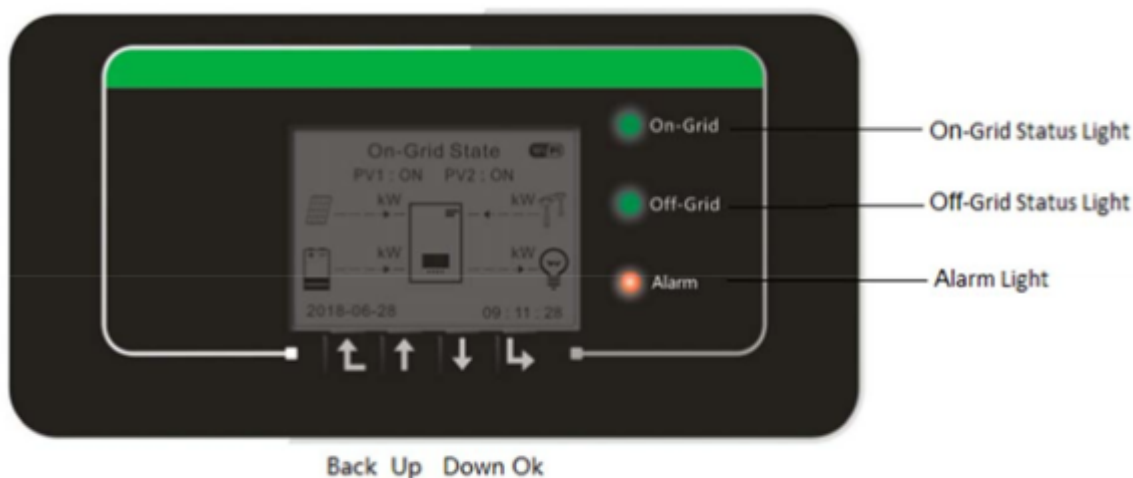 On-Grid State
PV1 : ON PV2 : ON
kW kW
kW kW
2018-06-28 09 : 11 : 28
On-Grid
Off-Grid
Alarm
On-Grid Status Light
Off-Grid Status Light
Alarm Light
Back Up Down Ok